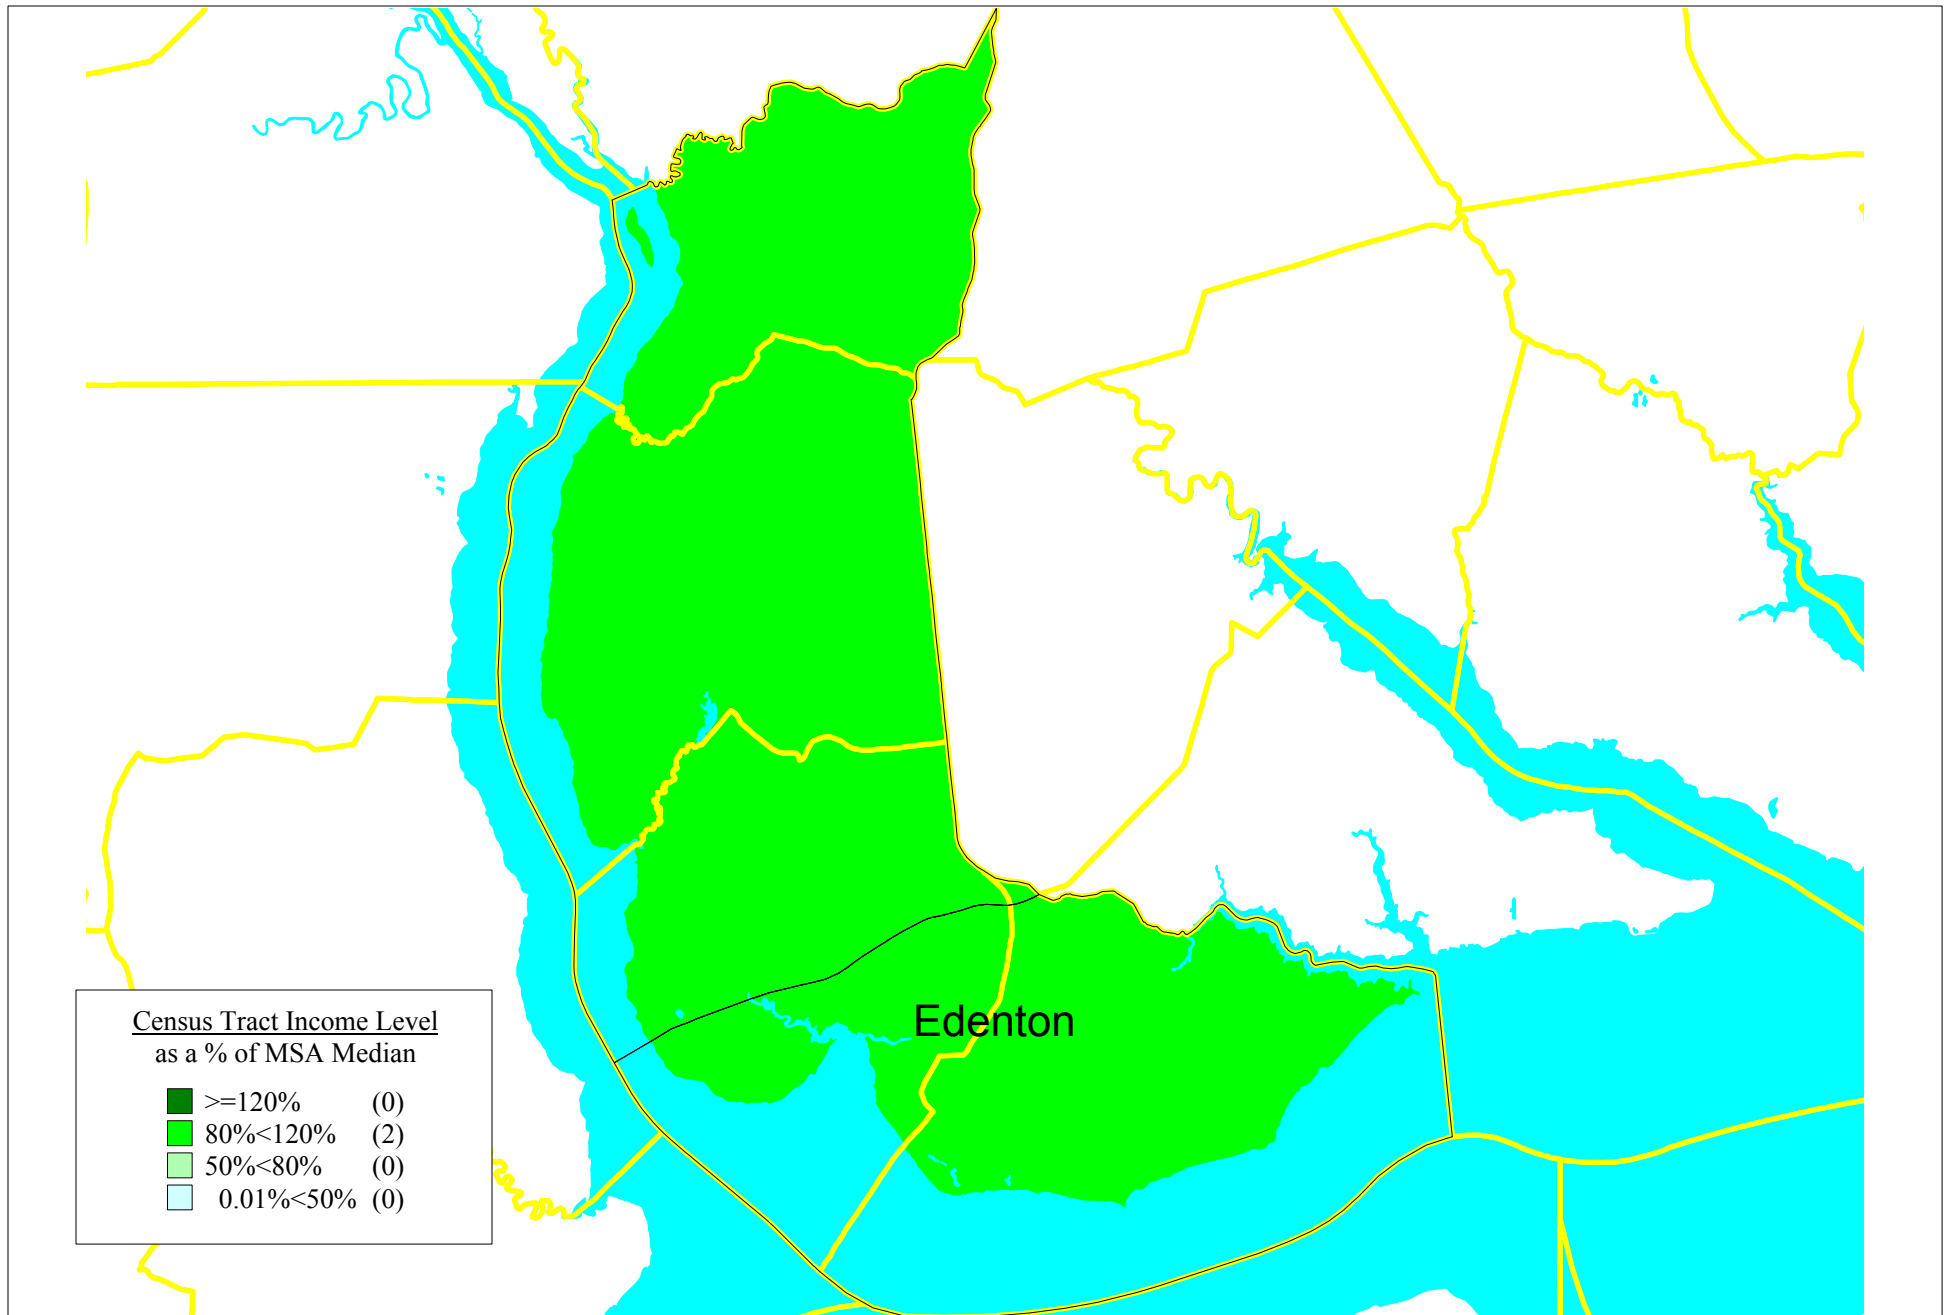 Edenton
Census Tract Income Level
as a % of MSA Median
>=120% (0)
80%<120% (2)
50%<80% (0)
0.01%<50% (0)